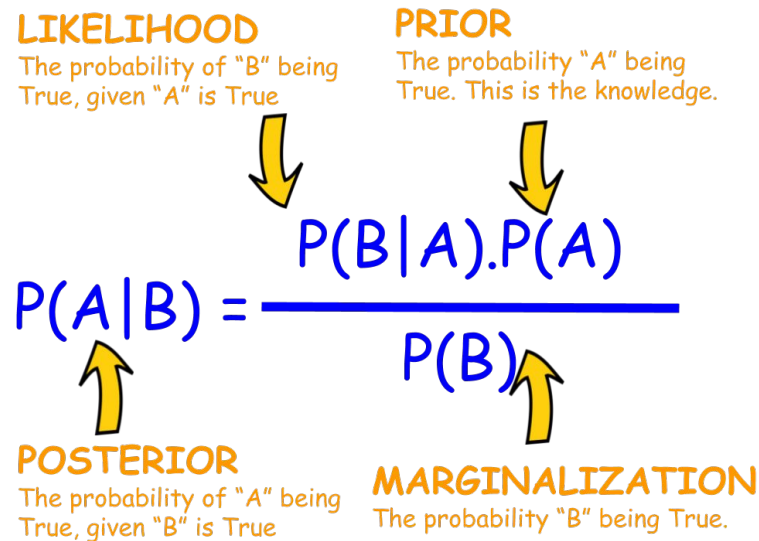 LIKELIHOOD
The probability of “B” being
True, given “A” is True
PRIOR
The probability “A” being
True. This is the knowledge.
P(B|A).P(A)
P(A|B) =
P(B)
POSTERIOR
The probability of “A” being
True, given “B” is True
MARGINALIZATION
The probability “B” being True.